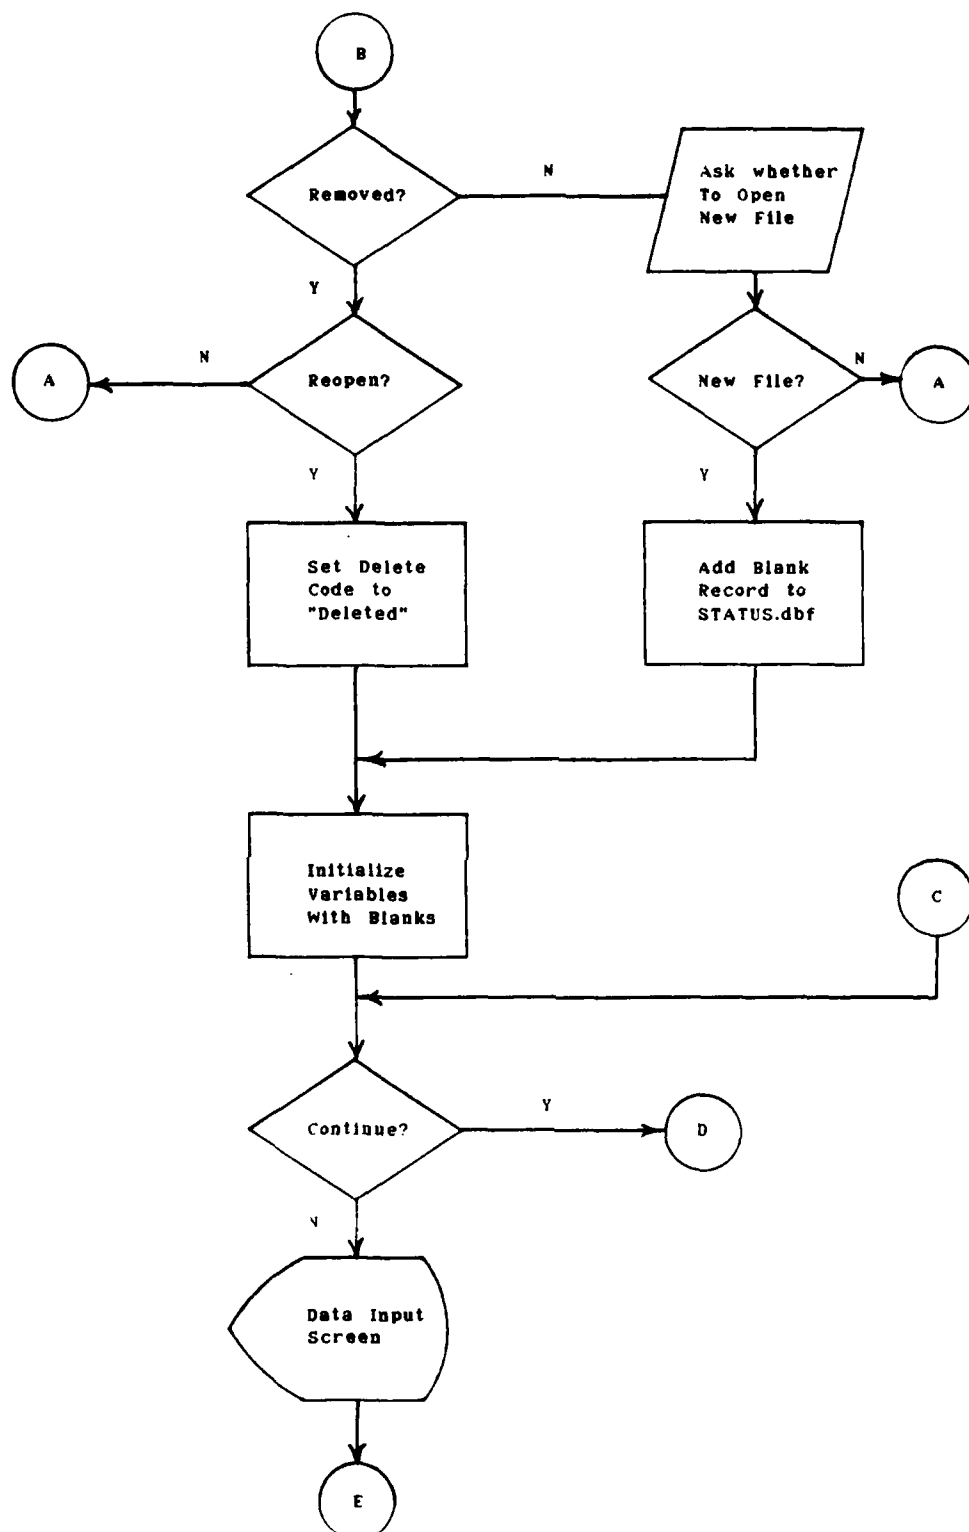 B
Removed?
N
Ask whether
To Open
New File
Y
N
A
Reopen?
New File?
N
A
Y
Y
Set Delete
Code to
"Deleted"
Add Blank
Record to
STATUS.dbf
Initialize
Variables
With Blanks
C
Continue?
Y
D
N
Data Input
Screen
E